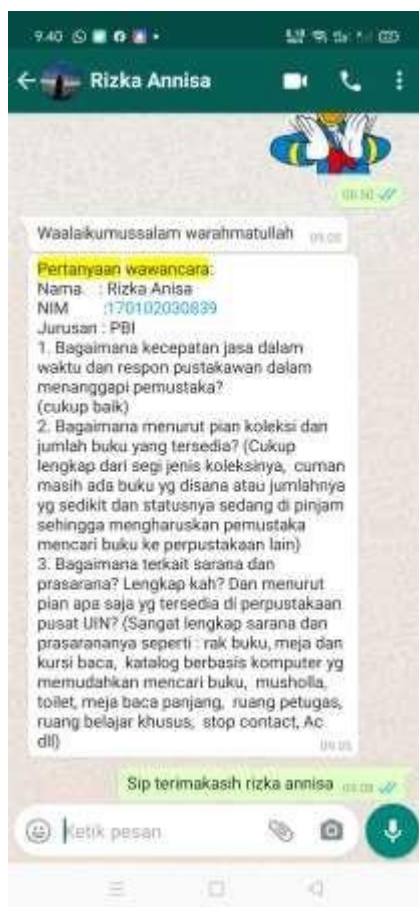 9.40
Rizka Annisa
Waalaikumussalam warahmatullah
Pertanyaan wawancara:
Nama : Rizka Anisa
NIM :170102030839
Jurusan : PBI
1. Bagaimana kecepatan jasa dalam
waktu dan respon pustakawan dalam
menanggapi pemustaka?
(cukup baik)
2. Bagaimana menurut pian koleksi dan
jumlah buku yang tersedia? (Cukup
lengkap dari segi jenis koleksinya, cuman
masih ada buku yg disana atau jumlahnya
yg sedikit dan statusnya sedang di pinjam
sehingga mengharuskan pemustaka
mencari buku ke perpustakaan lain)
3. Bagaimana terkait sarana dan
prasarana? Lengkap kah? Dan menurut
pian apa saja yg tersedia di perpustakaan
pusat UIN? (Sangat lengkap sarana dan
prasarananya seperti : rak buku, meja dan
kursi baca, katalog berbasis komputer yg
memudahkan mencari buku, musholla,
toilet, meja baca panjang, ruang petugas,
ruang belajar khusus, stop contact, Ac
dll)
Sip terimakasih rizka annisa
Ketik pesan